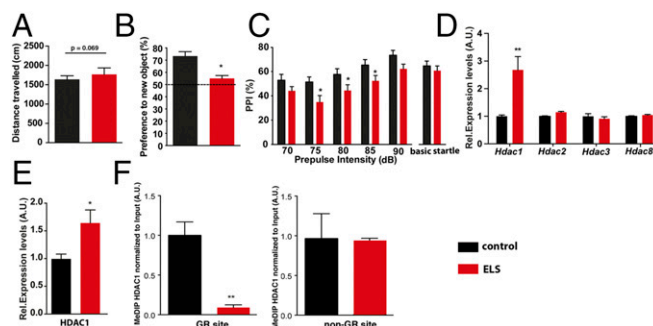 A
p = 0.069
Distance travelled (cm)
2500
2000
1500
1000
500
0
B
Preference to new object (%)
80
70
60
50
40
30
20
10
0
*
C
PPI (%)
80
60
40
20
0
* * *
70 75 80 85 90 basic startle
Prepulse Intensity (dB)
D
Rel.Expression levels (A.U.)
4
3
2
1
0
**
Hdac1 Hdac2 Hdac3 Hdac8
E
Rel.Expression levels (A.U.)
2.0
1.5
1.0
0.5
0.0
*
HDAC1
F
MeDIP HDAC1 normalized to Input (A.U.)
1.5
1.0
0.5
0.0
**
GR site
MeDIP HDAC1 normalized to Input (A.U.)
1.5
1.0
0.5
0.0
non-GR site
control
ELS